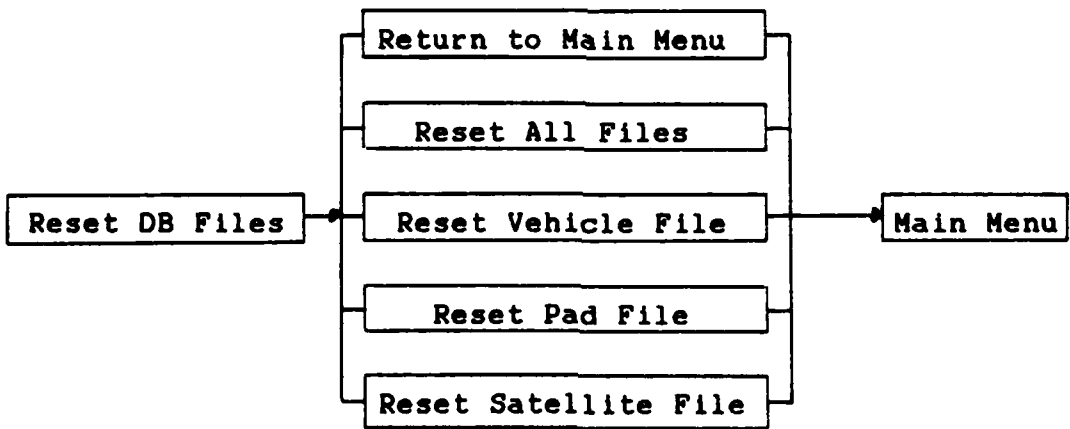 Return to Main Menu
Reset All Files
Reset DB Files
Reset Vehicle File
Main Menu
Reset Pad File
Reset Satellite File